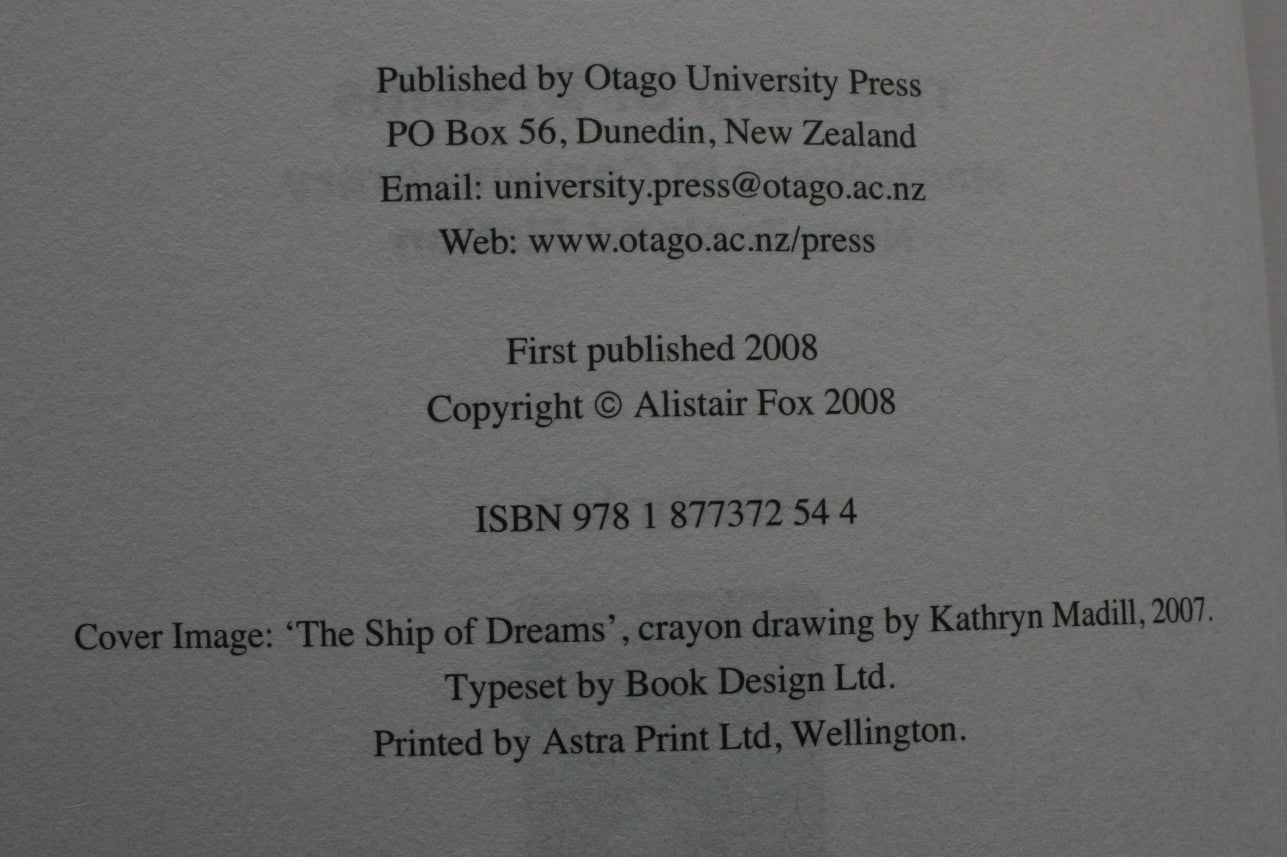 Published by Otago University Press
PO Box 56, Dunedin, New Zealand
Email: university.press@otago.ac.nz
Web: www.otago.ac.nz/press
First published 2008
Copyright © Alistair Fox 2008
ISBN 978 1 877372 54 4
Cover Image: ‘The Ship of Dreams’, crayon drawing by Kathryn Madill, 2007.
Typeset by Book Design Ltd.
Printed by Astra Print Ltd, Wellington.